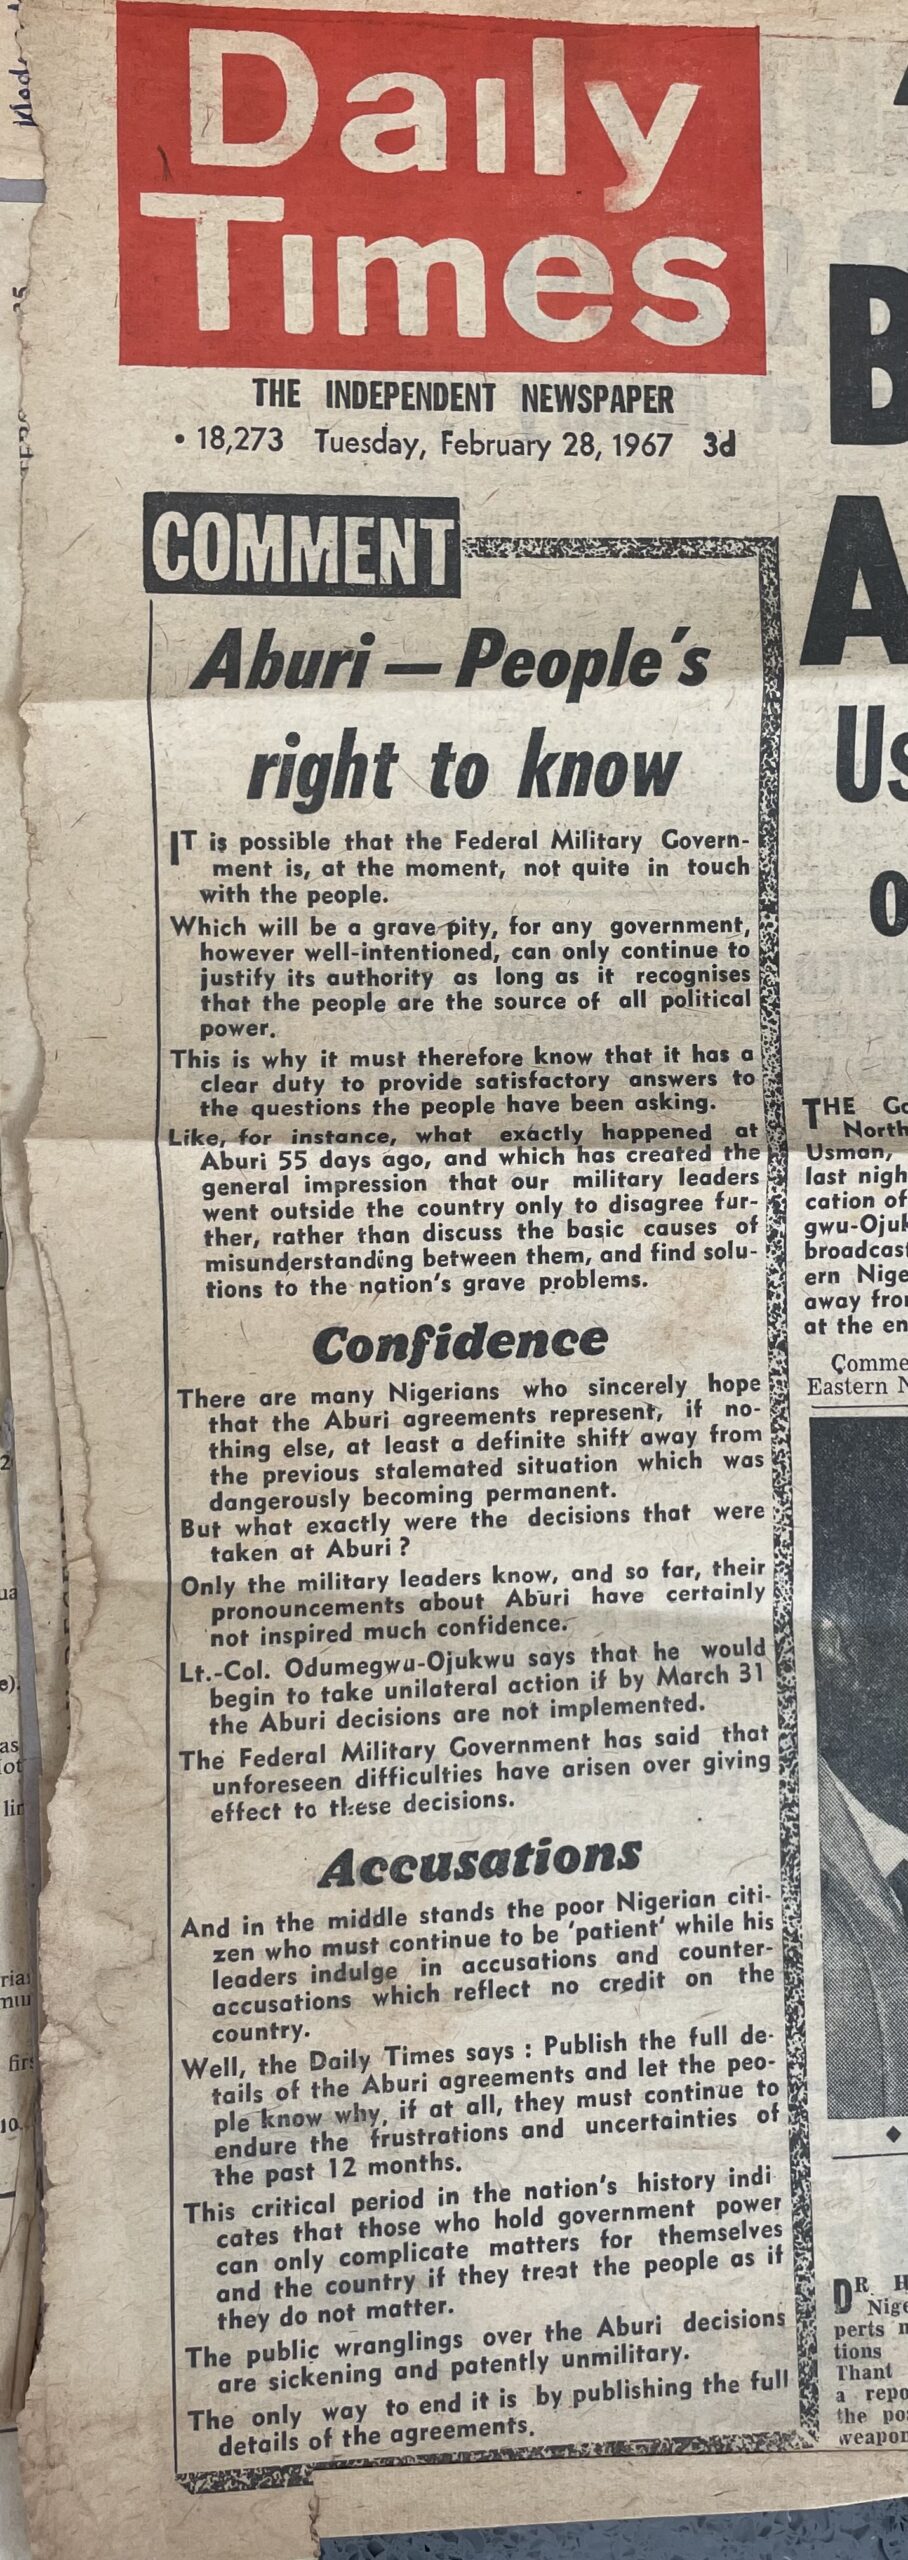 Daily
Times
THE INDEPENDENT NEWSPAPER
• 18,273 Tuesday, February 28, 1967 3d
COMMENT
Aburi — People's
right to know
IT is possible that the Federal Military Govern-
ment is, at the moment, not quite in touch
with the people.
Which will be a grave pity, for any government,
however well-intentioned, can only continue to
justify its authority as long as it recognises
that the people are the source of all political
power.
This is why it must therefore know that it has a
clear duty to provide satisfactory answers to
the questions the people have been asking.
Like, for instance, what exactly happened at
Aburi 55 days ago, and which has created the
general impression that our military leaders
went outside the country only to disagree fur-
ther, rather than discuss the basic causes of
misunderstanding between them, and find solu-
tions to the nation's grave problems.
Confidence
There are many Nigerians who sincerely hope
that the Aburi agreements represent, if no-
thing else, at least a definite shift away from
the previous stalemated situation which was
dangerously becoming permanent.
But what exactly were the decisions that were
taken at Aburi ?
Only the military leaders know, and so far, their
pronouncements about Aburi have certainly
not inspired much confidence.
Lt.-Col. Odumegwu-Ojukwu says that he would
begin to take unilateral action if by March 31
the Aburi decisions are not implemented.
The Federal Military Government has said that
unforeseen difficulties have arisen over giving
effect to these decisions.
Accusations
And in the middle stands the poor Nigerian citi-
zen who must continue to be 'patient' while his
leaders indulge in accusations and counter-
accusations which reflect no credit on the
country.
Well, the Daily Times says : Publish the full de-
tails of the Aburi agreements and let the peo-
ple know why, if at all, they must continue to
endure the frustrations and uncertainties of
the past 12 months.
This critical period in the nation's history indi
cates that those who hold government power
can only complicate matters for themselves
and the country if they treat the people as if
they do not matter.
The public wranglings over the Aburi decisions
are sickening and patently unmilitary.
The only way to end it is by publishing the full
details of the agreements.
B
A
Us
THE Go
North
Usman,
last nigh
cation of
gwu-Ojuk
broadcast
ern Nige
away from
at the en
Comme
Eastern N
DR. H
Nige
perts n
tions
Thant
a repo
the po
weapon